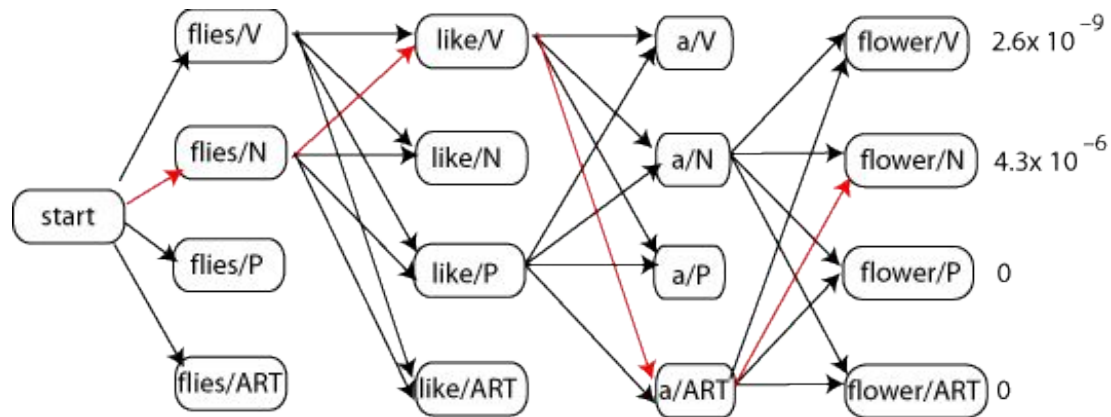 flies/V
like/V
a/V
flower/V
2.6x 10⁻⁹
flies/N
like/N
a/N
flower/N
4.3x 10⁻⁶
start
flies/P
like/P
a/P
flower/P
0
flies/ART
like/ART
a/ART
flower/ART
0